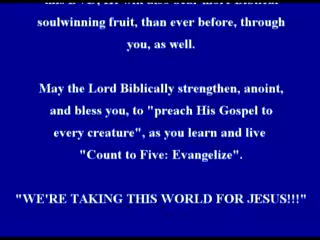 soulwinning fruit, than ever before, through
you, as well.
May the Lord Biblically strengthen, anoint,
and bless you, to "preach His Gospel to
every creature", as you learn and live
"Count to Five: Evangelize".
"WE'RE TAKING THIS WORLD FOR JESUS!!!"